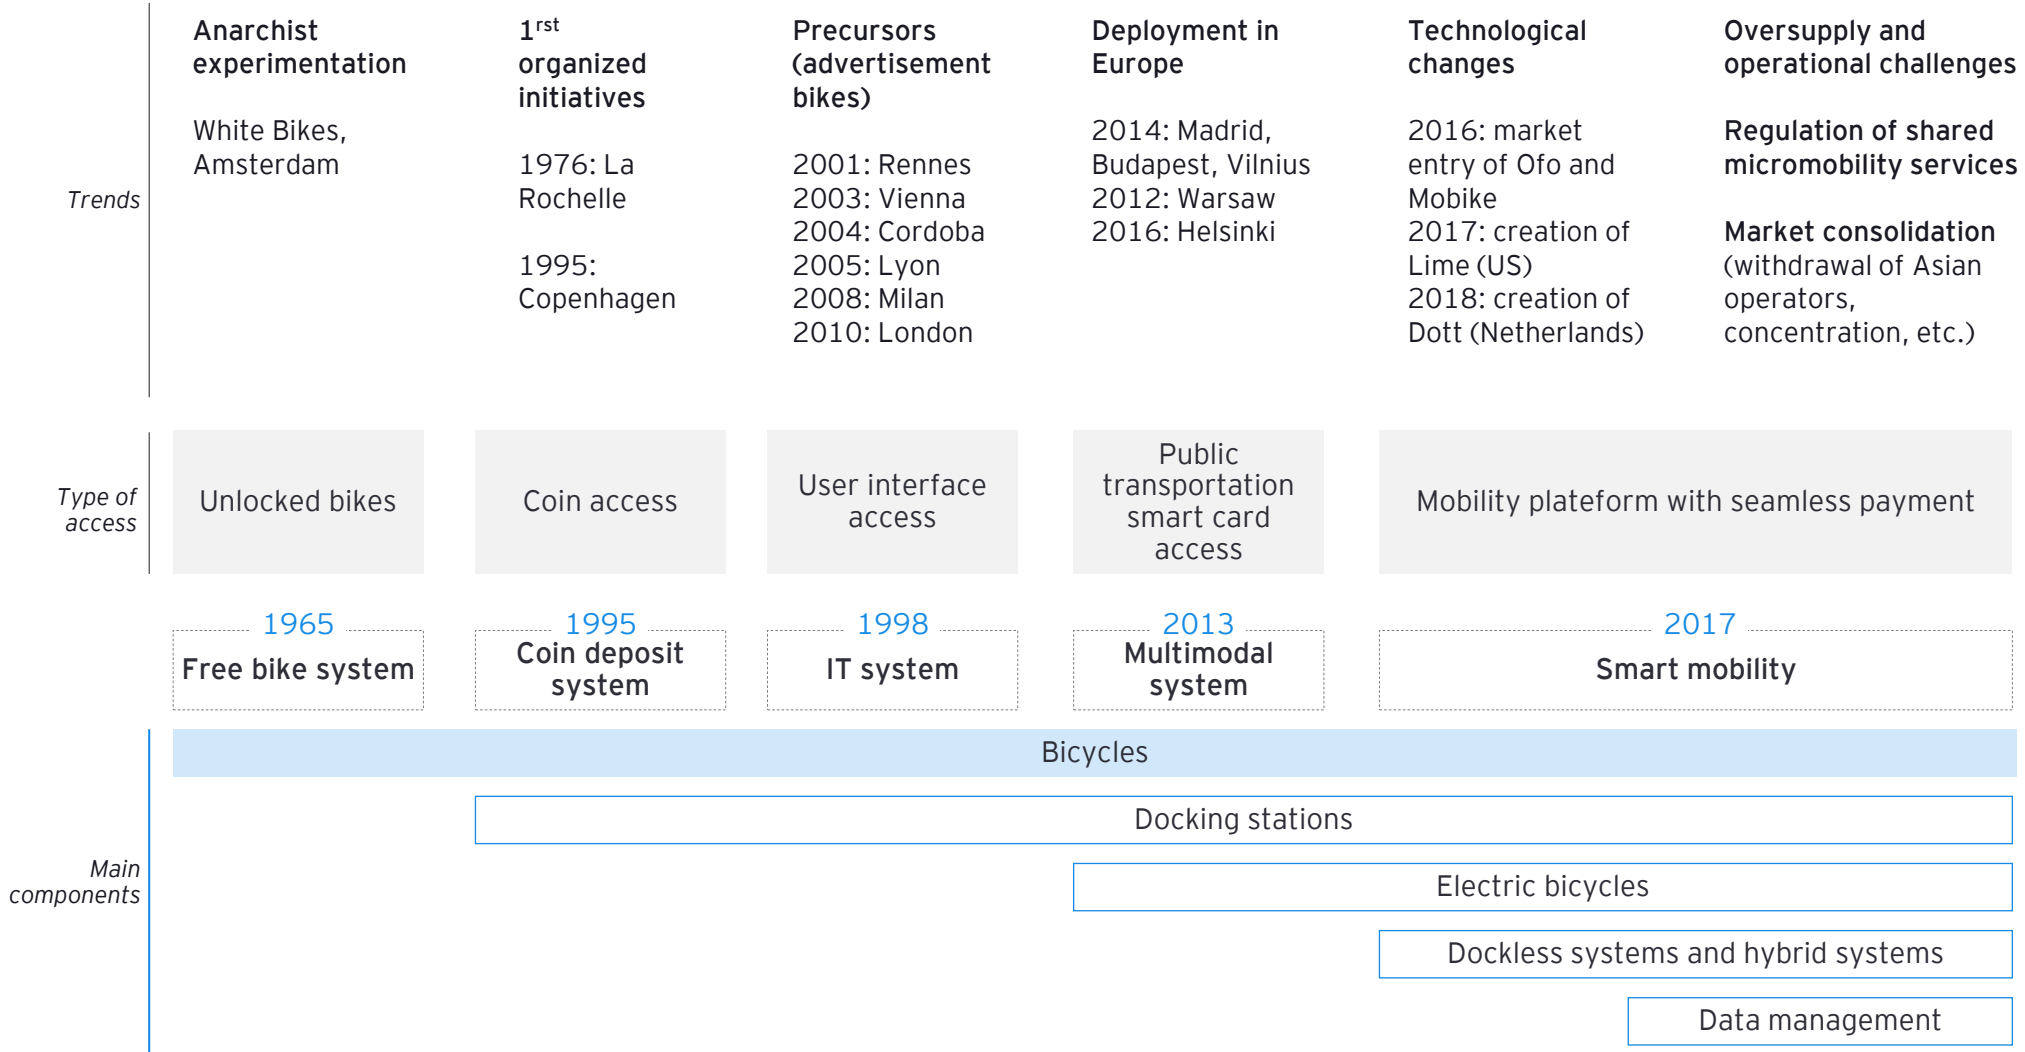 Trends
Anarchist
experimentation
White Bikes,
Amsterdam
1rst
organized
initiatives
1976: La
Rochelle
1995:
Copenhagen
Precursors
(advertisement
bikes)
2001: Rennes
2003: Vienna
2004: Cordoba
2005: Lyon
2008: Milan
2010: London
Deployment in
Europe
2014: Madrid,
Budapest, Vilnius
2012: Warsaw
2016: Helsinki
Technological
changes
2016: market
entry of Ofo and
Mobike
2017: creation of
Lime (US)
2018: creation of
Dott (Netherlands)
Oversupply and
operational challenges
Regulation of shared
micromobility services
Market consolidation
(withdrawal of Asian
operators,
concentration, etc.)
Type of
access
Unlocked bikes
Coin access
User interface
access
Public
transportation
smart card
access
Mobility plateform with seamless payment
1965
Free bike system
1995
Coin deposit
system
1998
IT system
2013
Multimodal
system
2017
Smart mobility
Main
components
Bicycles
Docking stations
Electric bicycles
Dockless systems and hybrid systems
Data management